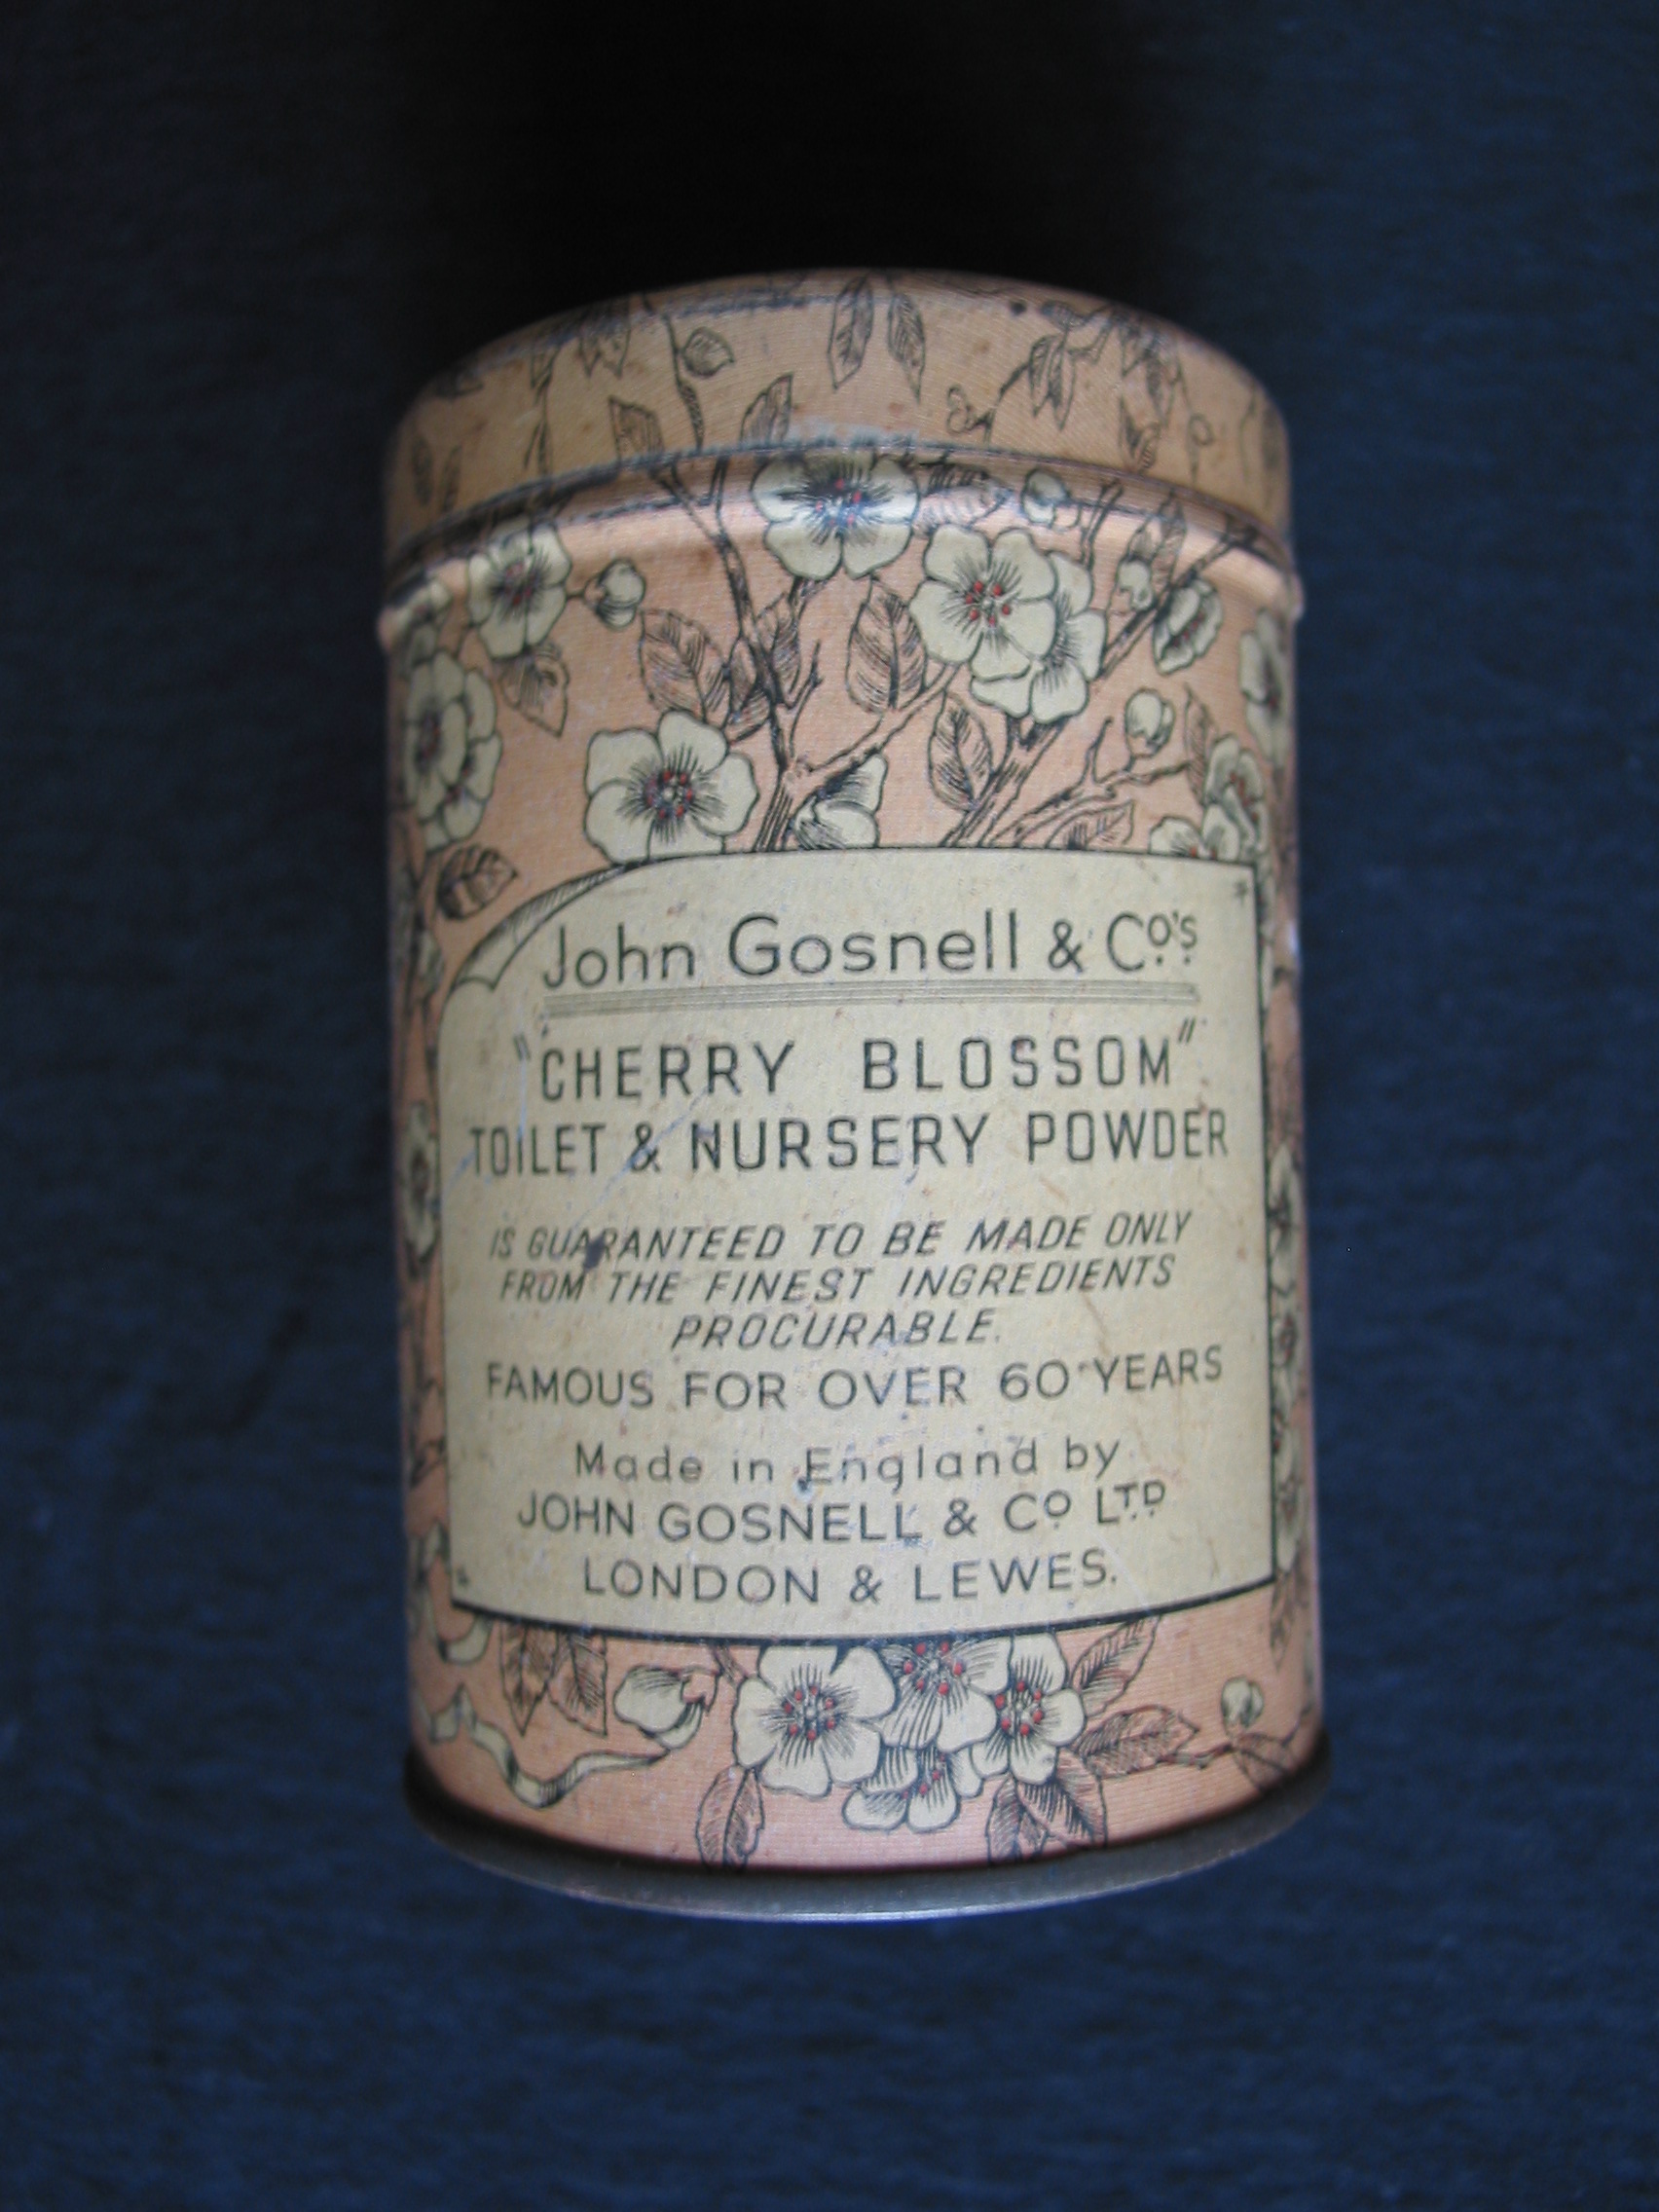 John Gosnell & Co's
"CHERRY BLOSSOM"
TOILET & NURSERY POWDER
IS GUARANTEED TO BE MADE ONLY
FROM THE FINEST INGREDIENTS
PROCURABLE.
FAMOUS FOR OVER 60 YEARS
Made in England by
JOHN GOSNELL & CO LTD
LONDON & LEWES.